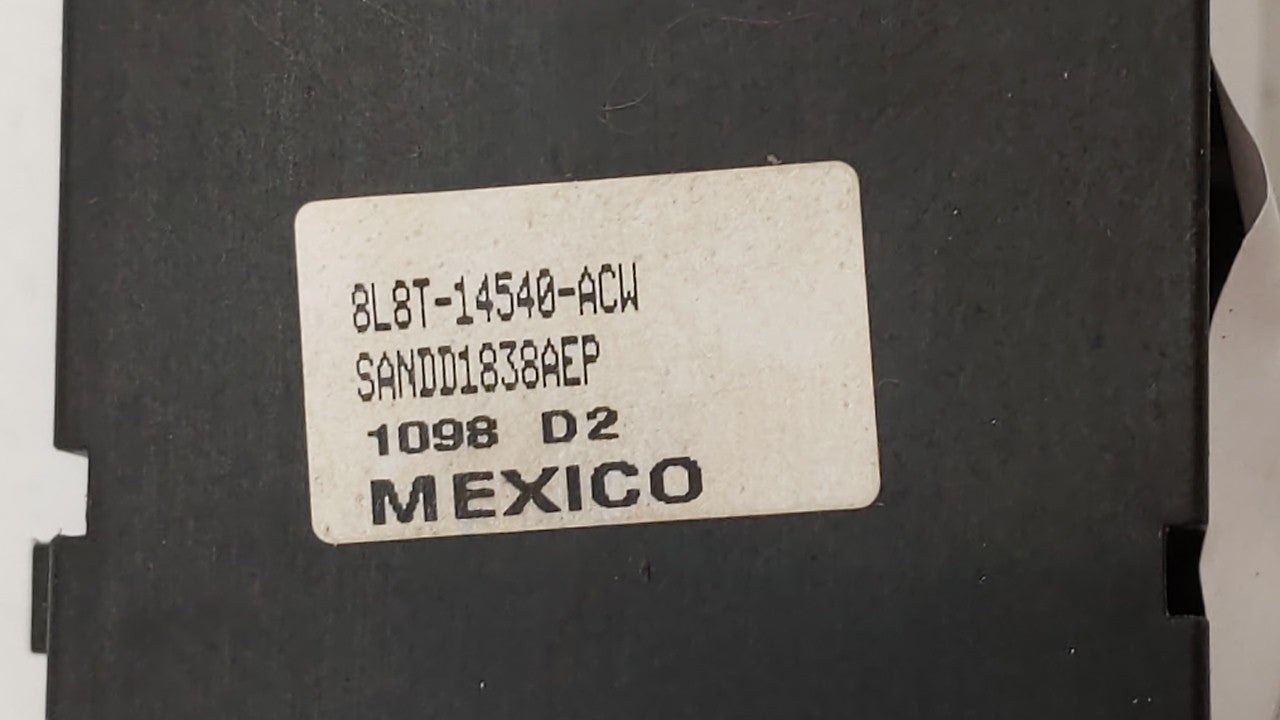 8L8T-14540-ACW
SANDD1838AEP
1098 D2
MEXICO